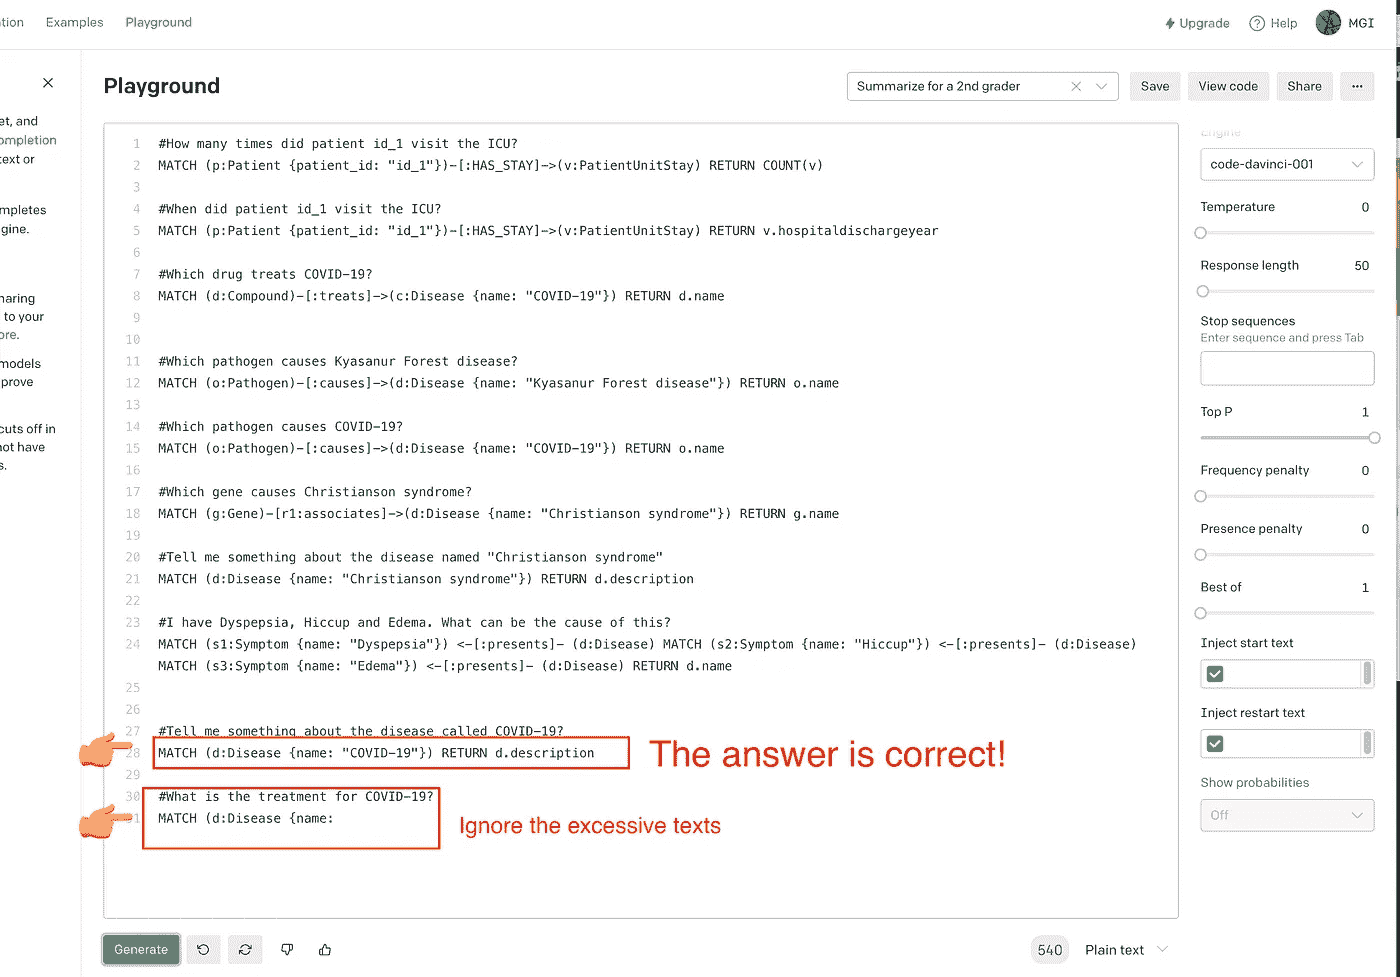 tion Examples Playground
Upgrade Help MGI
Playground
Summarize for a 2nd grader
Save View code Share ...
et, and
ompletion
text or
mpletes
gine.
haring
to your
ore.
models
prove
cuts off in
not have
s.
1 #How many times did patient id_1 visit the ICU?
2 MATCH (p:Patient {patient_id: "id_1"})-[:HAS_STAY]->(v:PatientUnitStay) RETURN COUNT(v)
3
4 #When did patient id_1 visit the ICU?
5 MATCH (p:Patient {patient_id: "id_1"})-[:HAS_STAY]->(v:PatientUnitStay) RETURN v.hospitaldischargeyear
6
7 #Which drug treats COVID-19?
8 MATCH (d:Compound)-[:treats]->(c:Disease {name: "COVID-19"}) RETURN d.name
9
10
11 #Which pathogen causes Kyasanur Forest disease?
12 MATCH (o:Pathogen)-[:causes]->(d:Disease {name: "Kyasanur Forest disease"}) RETURN o.name
13
14 #Which pathogen causes COVID-19?
15 MATCH (o:Pathogen)-[:causes]->(d:Disease {name: "COVID-19"}) RETURN o.name
16
17 #Which gene causes Christianson syndrome?
18 MATCH (g:Gene)-[r1:associates]->(d:Disease {name: "Christianson syndrome"}) RETURN g.name
19
20 #Tell me something about the disease named "Christianson syndrome"
21 MATCH (d:Disease {name: "Christianson syndrome"}) RETURN d.description
22
23 #I have Dyspepsia, Hiccup and Edema. What can be the cause of this?
24 MATCH (s1:Symptom {name: "Dyspepsia"}) <-[:presents]- (d:Disease) MATCH (s2:Symptom {name: "Hiccup"}) <-[:presents]- (d:Disease)
MATCH (s3:Symptom {name: "Edema"}) <-[:presents]- (d:Disease) RETURN d.name
25
26
27 #Tell me something about the disease called COVID-19?
28 MATCH (d:Disease {name: "COVID-19"}) RETURN d.description
The answer is correct!
29
30 #What is the treatment for COVID-19?
1 MATCH (d:Disease {name:
Ignore the excessive texts
Engine
code-davinci-001
Temperature 0
Response length 50
Stop sequences
Enter sequence and press Tab
Top P 1
Frequency penalty 0
Presence penalty 0
Best of 1
Inject start text
Inject restart text
Show probabilities
Off
Generate
540 Plain text